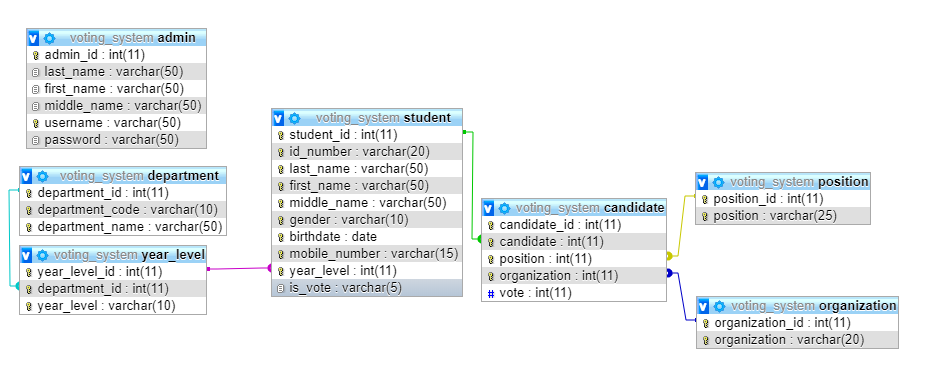 voting_system admin
admin_id : int(11)
last_name : varchar(50)
first_name : varchar(50)
middle_name : varchar(50)
username : varchar(50)
password : varchar(50)
voting_system department
department_id : int(11)
department_code : varchar(10)
department_name : varchar(50)
voting_system year_level
year_level_id : int(11)
department_id : int(11)
year_level : varchar(10)
voting_system student
student_id : int(11)
id_number : varchar(20)
last_name : varchar(50)
first_name : varchar(50)
middle_name : varchar(50)
gender : varchar(10)
birthdate : date
mobile_number : varchar(15)
year_level : int(11)
is_vote : varchar(5)
voting_system candidate
candidate_id : int(11)
candidate : int(11)
position : int(11)
organization : int(11)
# vote : int(11)
voting_system position
position_id : int(11)
position : varchar(25)
voting_system organization
organization_id : int(11)
organization : varchar(20)